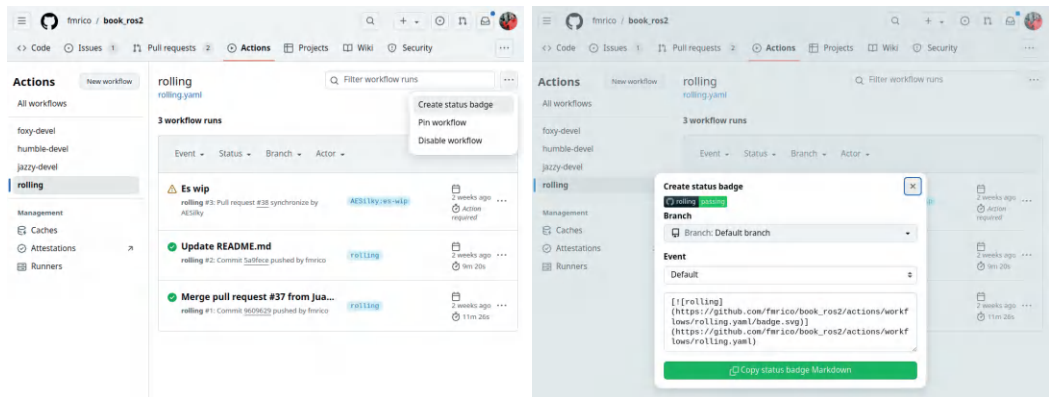 fmrico / book_ros2
Code Issues 1 Pull requests 2 Actions Projects Wiki Security
Actions
New workflow
All workflows
foxy-devel
humble-devel
jazzy-devel
rolling
Management
Caches
Attestations
Runners
rolling
rolling.yaml
Filter workflow runs
Create status badge
Pin workflow
Disable workflow
3 workflow runs
Event Status Branch Actor
Es wip
rolling #3: Pull request #38 synchronize by
AESilky
AESilky:es-wip
2 weeks ago
Action
required
Update README.md
rolling #2: Commit 5a9feca pushed by fmrico
rolling
2 weeks ago
9m 20s
Merge pull request #37 from Jua...
rolling #1: Commit 9609629 pushed by fmrico
rolling
2 weeks ago
11m 26s
fmrico / book_ros2
Code Issues 1 Pull requests 2 Actions Projects Wiki Security
Actions
New workflow
All workflows
foxy-devel
humble-devel
jazzy-devel
rolling
Management
Caches
Attestations
Runners
rolling
rolling.yaml
Filter workflow runs
3 workflow runs
Event Status Branch Actor
Create status badge
rolling passing
Branch
Branch: Default branch
Event
Default
[![rolling]
(https://github.com/fmrico/book_ros2/actions/workf
lows/rolling.yaml/badge.svg)]
(https://github.com/fmrico/book_ros2/actions/workf
lows/rolling.yaml)
Copy status badge Markdown
2 weeks ago
Action
required
2 weeks ago
9m 20s
2 weeks ago
11m 26s